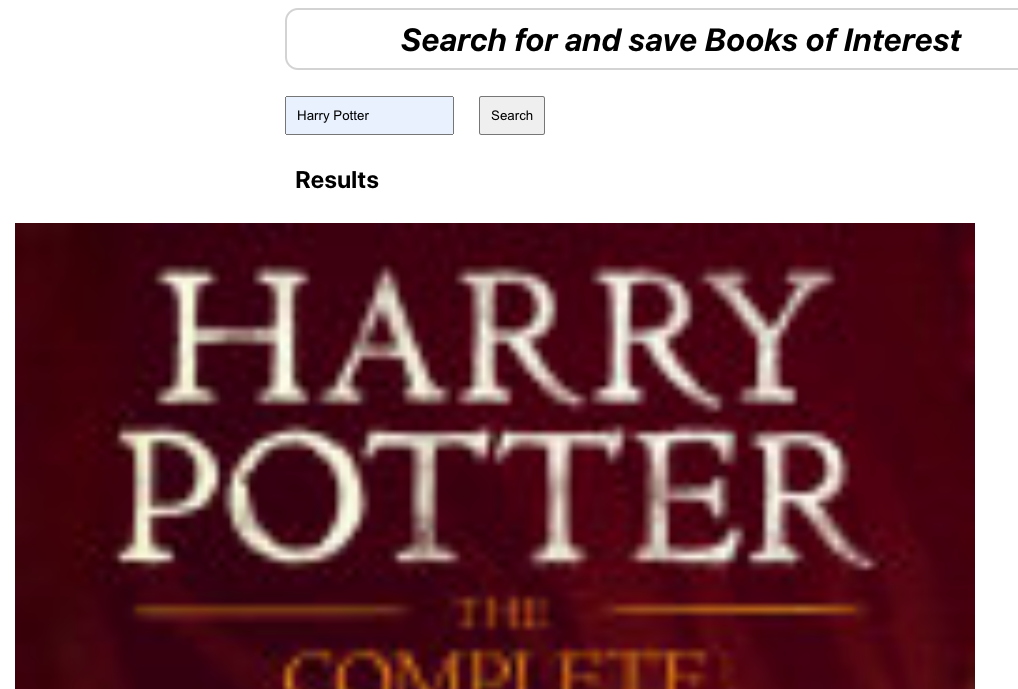 Search for and save Books of Interest
Harry Potter
Search
Results
HARRY
POTTER
THE
COMPLETE